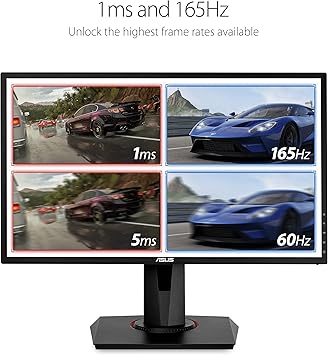 1ms and 165Hz
Unlock the highest frame rates available
1ms
165Hz
5ms
60Hz
ASUS